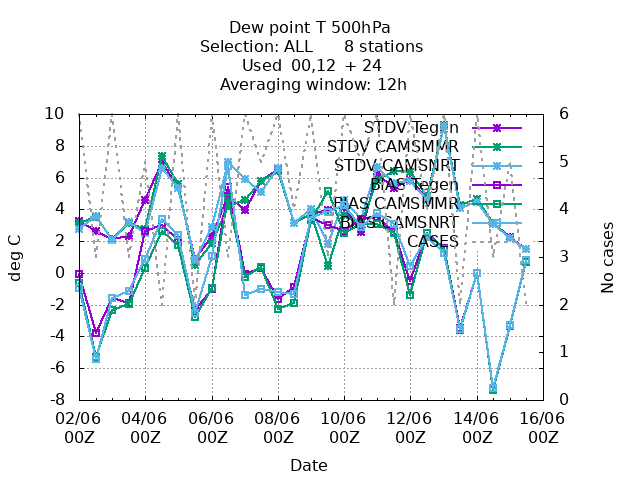 Dew point T 500hPa
Selection: ALL 8 stations
Used 00,12 + 24
Averaging window: 12h
10
8
6
4
2
0
-2
-4
-6
-8
deg C
6
5
4
3
2
1
0
No cases
STDV Tegen
STDV CAMSMMR
STDV CAMSNRT
BIAS Tegen
BIAS CAMSMMR
BIAS CAMSNRT
CASES
02/06 04/06 06/06 08/06 10/06 12/06 14/06 16/06
00Z 00Z 00Z 00Z 00Z 00Z 00Z 00Z
Date